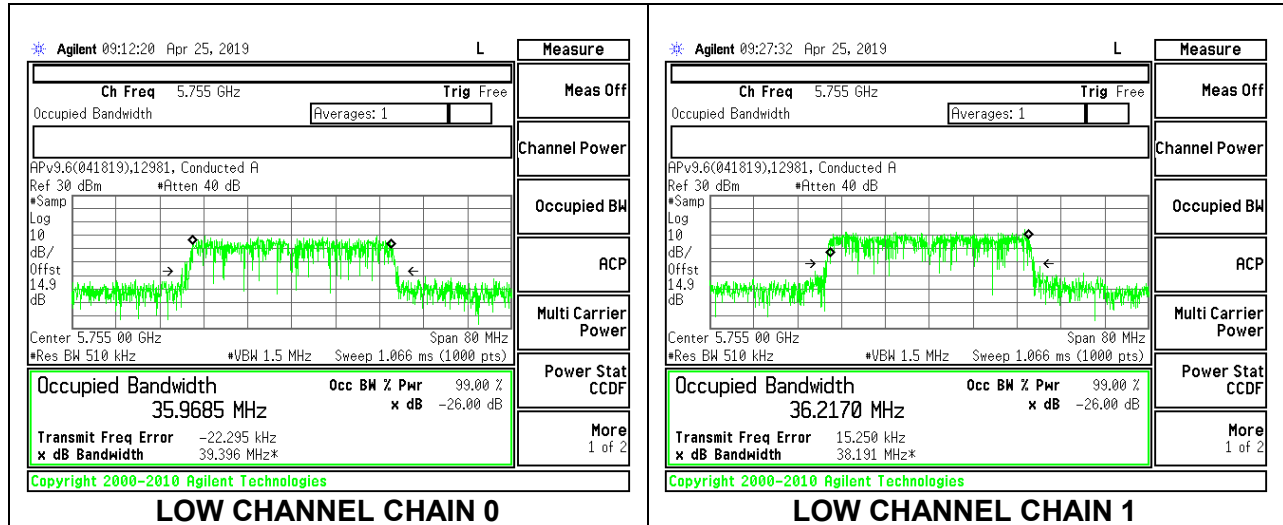 Agilent 09:12:20 Apr 25, 2019 L Measure
Ch Freq 5.755 GHz Trig Free
Occupied Bandwidth Averages: 1
Meas Off
Channel Power
APv9.6(041819),12981, Conducted A
Ref 30 dBm #Atten 40 dB
#Samp
Log
10
dB/
Offst
14.9
dB
Occupied BW
ACP
Multi Carrier
Power
Center 5.755 00 GHz Span 80 MHz
#Res BW 510 kHz #VBW 1.5 MHz Sweep 1.066 ms (1000 pts)
Occupied Bandwidth Occ BW % Pwr 99.00 %
35.9685 MHz x dB -26.00 dB
Transmit Freq Error -22.295 kHz
x dB Bandwidth 39.396 MHz*
Power Stat
CCDF
More
1 of 2
Copyright 2000-2010 Agilent Technologies
LOW CHANNEL CHAIN 0
Agilent 09:27:32 Apr 25, 2019 L Measure
Ch Freq 5.755 GHz Trig Free
Occupied Bandwidth Averages: 1
Meas Off
Channel Power
APv9.6(041819),12981, Conducted A
Ref 30 dBm #Atten 40 dB
#Samp
Log
10
dB/
Offst
14.9
dB
Occupied BW
ACP
Multi Carrier
Power
Center 5.755 00 GHz Span 80 MHz
#Res BW 510 kHz #VBW 1.5 MHz Sweep 1.066 ms (1000 pts)
Occupied Bandwidth Occ BW % Pwr 99.00 %
36.2170 MHz x dB -26.00 dB
Transmit Freq Error 15.250 kHz
x dB Bandwidth 38.191 MHz*
Power Stat
CCDF
More
1 of 2
Copyright 2000-2010 Agilent Technologies
LOW CHANNEL CHAIN 1